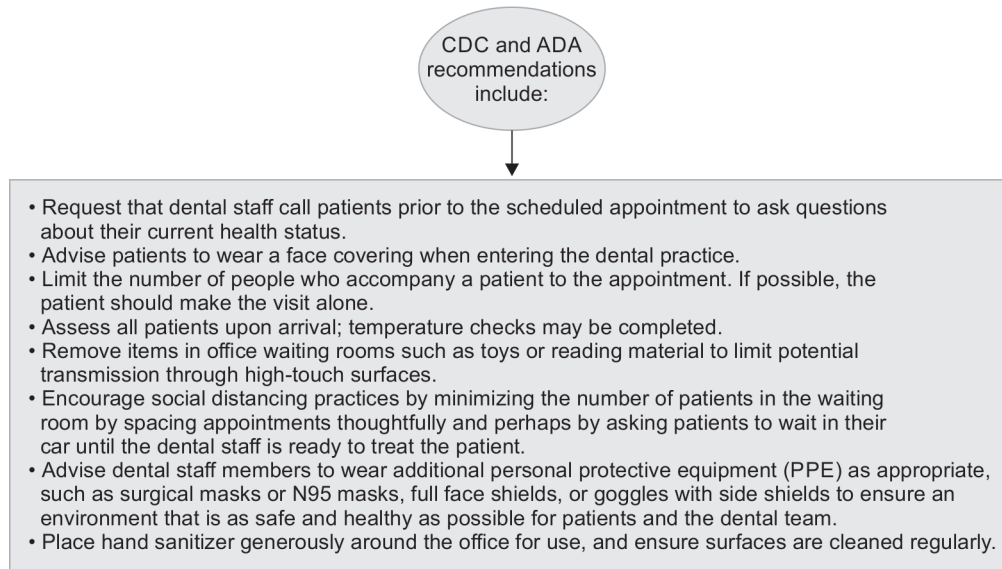 CDC and ADA
recommendations
include:
• Request that dental staff call patients prior to the scheduled appointment to ask questions
about their current health status.
• Advise patients to wear a face covering when entering the dental practice.
• Limit the number of people who accompany a patient to the appointment. If possible, the
patient should make the visit alone.
• Assess all patients upon arrival; temperature checks may be completed.
• Remove items in office waiting rooms such as toys or reading material to limit potential
transmission through high-touch surfaces.
• Encourage social distancing practices by minimizing the number of patients in the waiting
room by spacing appointments thoughtfully and perhaps by asking patients to wait in their
car until the dental staff is ready to treat the patient.
• Advise dental staff members to wear additional personal protective equipment (PPE) as appropriate,
such as surgical masks or N95 masks, full face shields, or goggles with side shields to ensure an
environment that is as safe and healthy as possible for patients and the dental team.
• Place hand sanitizer generously around the office for use, and ensure surfaces are cleaned regularly.